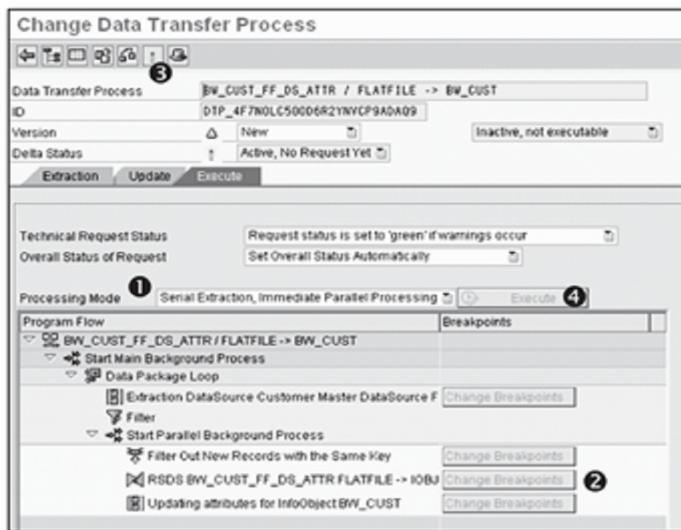 Change Data Transfer Process
❸
Data Transfer Process BW_CUST_FF_DS_ATTR / FLATFILE -> BW_CUST
ID DTP_4F7NOLC500D6R2YNVCP9ADAQ9
Version New Inactive, not executable
Delta Status Active, No Request Yet
Extraction Update Execute
Technical Request Status Request status is set to 'green' if warnings occur
Overall Status of Request Set Overall Status Automatically
Processing Mode ❶ Serial Extraction, Immediate Parallel Processing Execute ❹
Program Flow Breakpoints
BW_CUST_FF_DS_ATTR / FLATFILE -> BW_CUST
Start Main Background Process
Data Package Loop
Extraction DataSource Customer Master DataSource F Change Breakpoints
Filter
Start Parallel Background Process
Filter Out New Records with the Same Key Change Breakpoints
RSDS BW_CUST_FF_DS_ATTR FLATFILE -> IOBJ Change Breakpoints ❷
Updating attributes for InfoObject BW_CUST Change Breakpoints